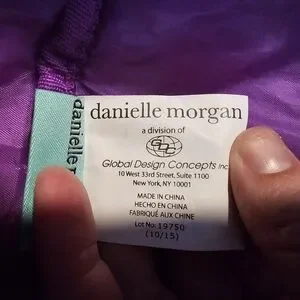 danielle morgan
a division of
GDC
Global Design Concepts Inc
10 West 33rd Street, Suite 1100
New York, NY 10001
MADE IN CHINA
HECHO EN CHINA
FABRIQUÉ AUX CHINE
Lot No: 19750
(10/15)
danielle